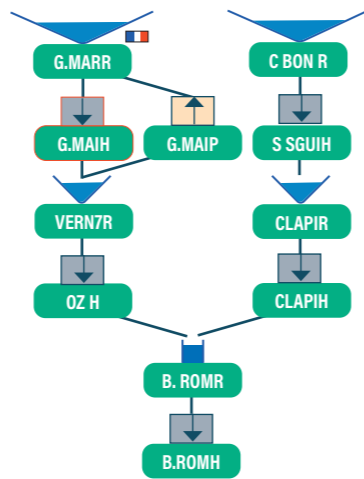 G.MARR
C BON R
G.MAIH
G.MAIP
S SGUIH
VERN7R
CLAPIR
OZ H
CLAPIH
B. ROMR
B.ROMH